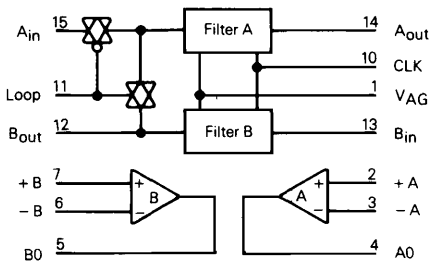 A_in 15 Filter A 14 A_out
10 CLK
Loop 11 1 V_AG
B_out 12 Filter B 13 B_in
+ B 7 + B + A 2 + A
− B 6 − − 3 − A
B0 5 4 A0